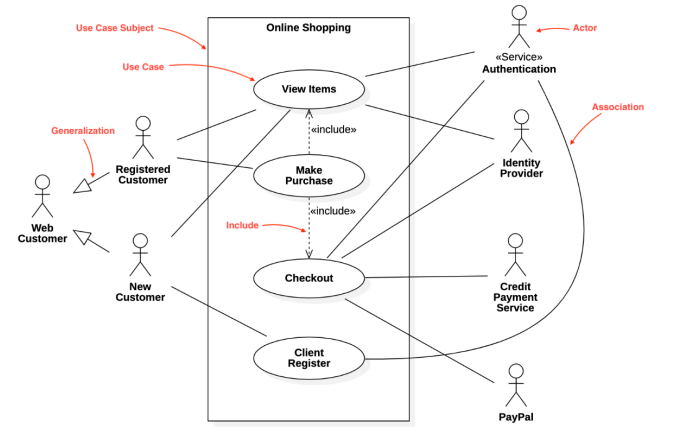 Use Case Subject
Online Shopping
Actor
«Service»
Authentication
Use Case
View Items
Association
Generalization
«include»
Registered
Customer
Make
Purchase
Identity
Provider
«include»
Include
Web
Customer
New
Customer
Checkout
Credit
Payment
Service
Client
Register
PayPal